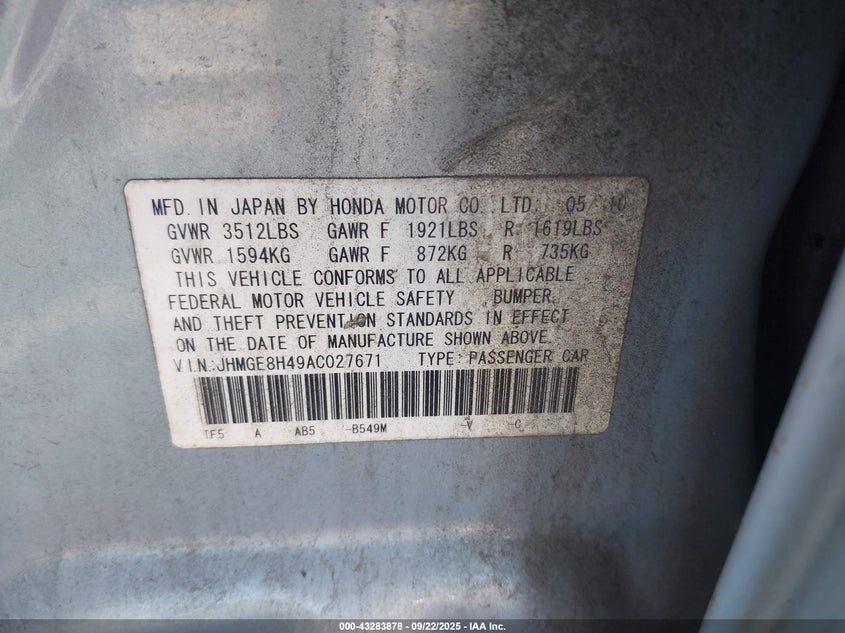 MFD. IN JAPAN BY HONDA MOTOR CO., LTD. 05/10
GVWR 3512LBS GAWR F 1921LBS R 1619LBS
GVWR 1594KG GAWR F 872KG R 735KG
THIS VEHICLE CONFORMS TO ALL APPLICABLE
FEDERAL MOTOR VEHICLE SAFETY, BUMPER,
AND THEFT PREVENTION STANDARDS IN EFFECT
ON THE DATE OF MANUFACTURE SHOWN ABOVE.
V.I.N.:JHMGE8H49AC027671 TYPE: PASSENGER CAR
TF5 A AB5 -B549M -V -C
000-43283878 - 09/22/2025 - IAA Inc.